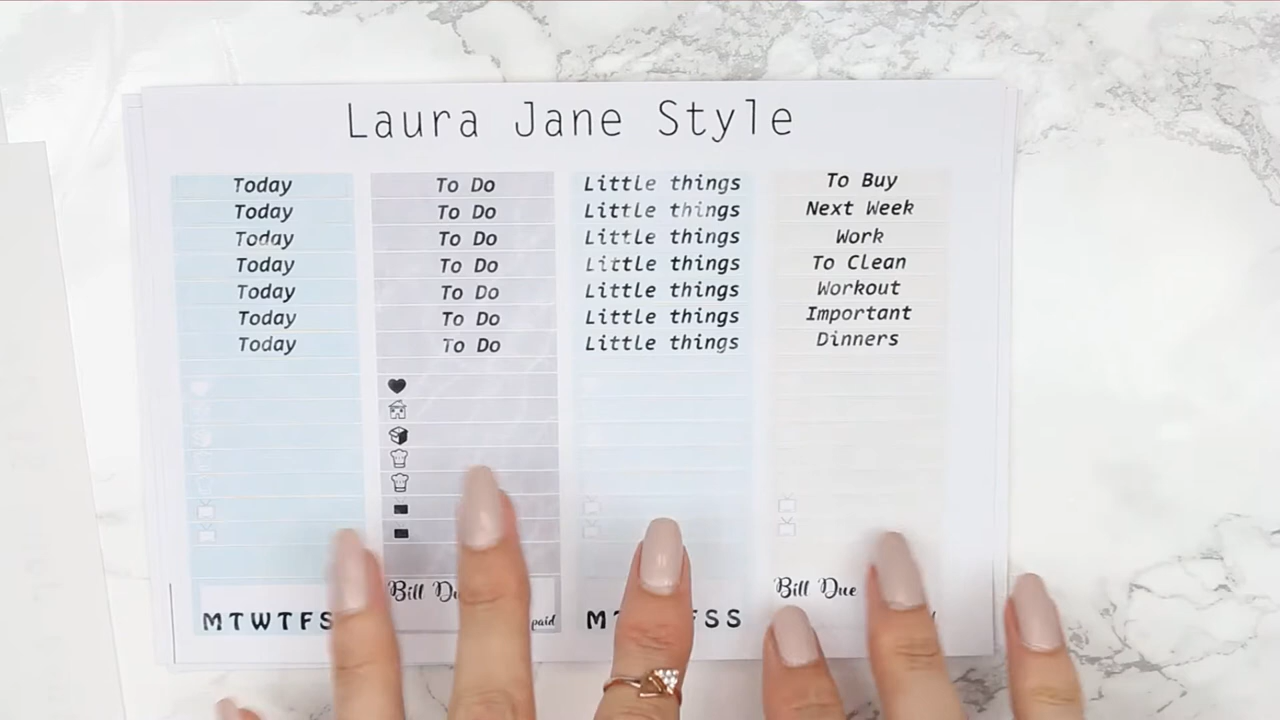 Laura Jane Style
Today
Today
Today
Today
Today
Today
Today
To Do
To Do
To Do
To Do
To Do
To Do
To Do
Little things
Little things
Little things
Little things
Little things
Little things
Little things
To Buy
Next Week
Work
To Clean
Workout
Important
Dinners
M T W T F S
Bill
paid
M T S S
Bill Due